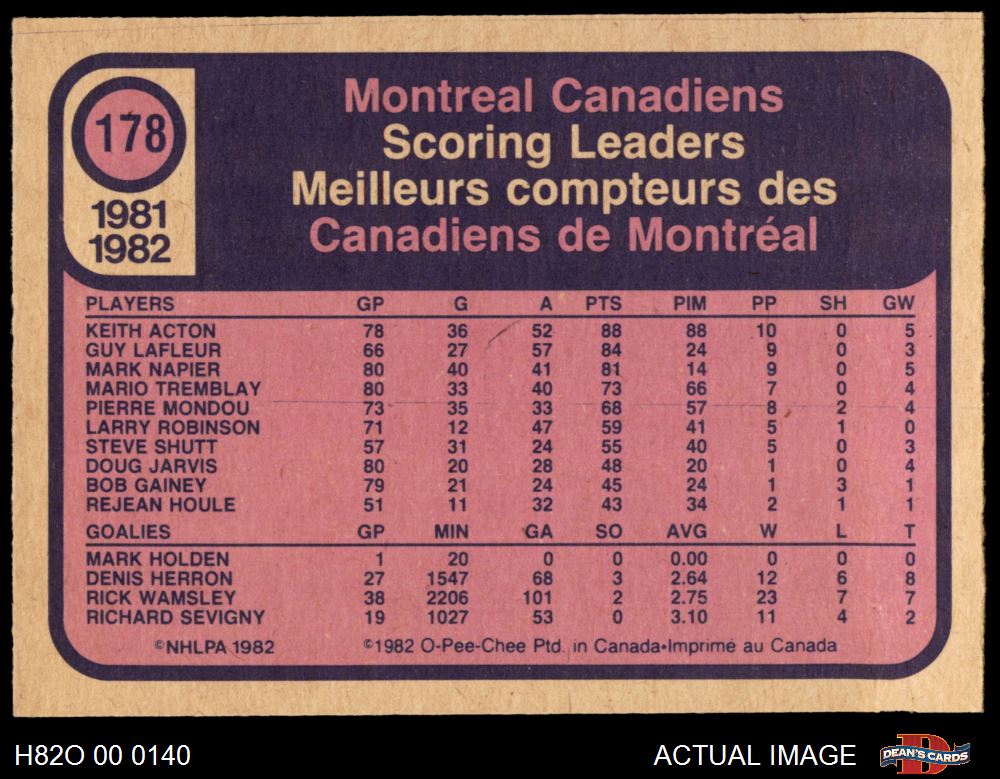 178
1981
1982
Montreal Canadiens
Scoring Leaders
Meilleurs compteurs des
Canadiens de Montréal
PLAYERS GP G A PTS PIM PP SH GW
KEITH ACTON 78 36 52 88 88 10 0 5
GUY LAFLEUR 66 27 57 84 24 9 0 3
MARK NAPIER 80 40 41 81 14 9 0 5
MARIO TREMBLAY 80 33 40 73 66 7 0 4
PIERRE MONDOU 73 35 33 68 57 8 2 4
LARRY ROBINSON 71 12 47 59 41 5 1 0
STEVE SHUTT 57 31 24 55 40 5 0 3
DOUG JARVIS 80 20 28 48 20 1 0 4
BOB GAINEY 79 21 24 45 24 1 3 1
REJEAN HOULE 51 11 32 43 34 2 1 1
GOALIES GP MIN GA SO AVG W L T
MARK HOLDEN 1 20 0 0 0.00 0 0 0
DENIS HERRON 27 1547 68 3 2.64 12 6 8
RICK WAMSLEY 38 2206 101 2 2.75 23 7 7
RICHARD SEVIGNY 19 1027 53 0 3.10 11 4 2
©NHLPA 1982 ©1982 O-Pee-Chee Ptd. in Canada•Imprimé au Canada
H82O 00 0140 ACTUAL IMAGE DEAN'S CARDS